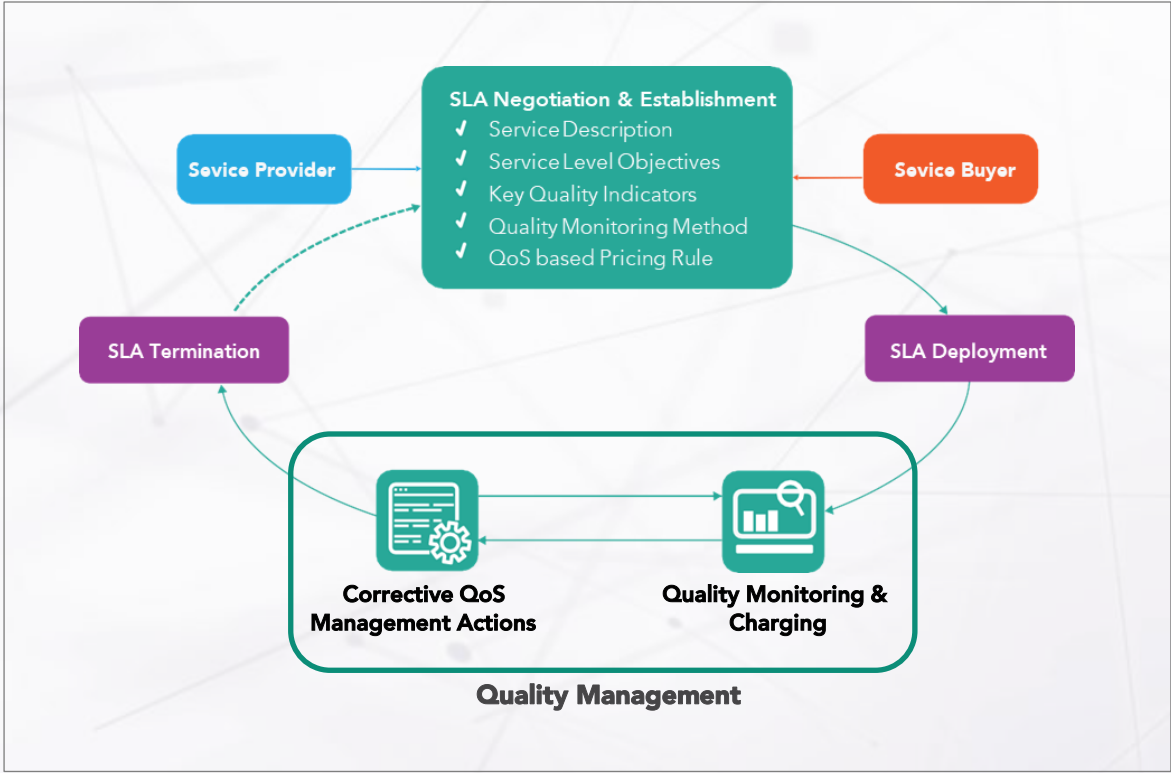 SLA Negotiation & Establishment
✓ Service Description
✓ Service Level Objectives
✓ Key Quality Indicators
✓ Quality Monitoring Method
✓ QoS based Pricing Rule
Sevice Provider
Sevice Buyer
SLA Termination
SLA Deployment
Corrective QoS
Management Actions
Quality Monitoring &
Charging
Quality Management